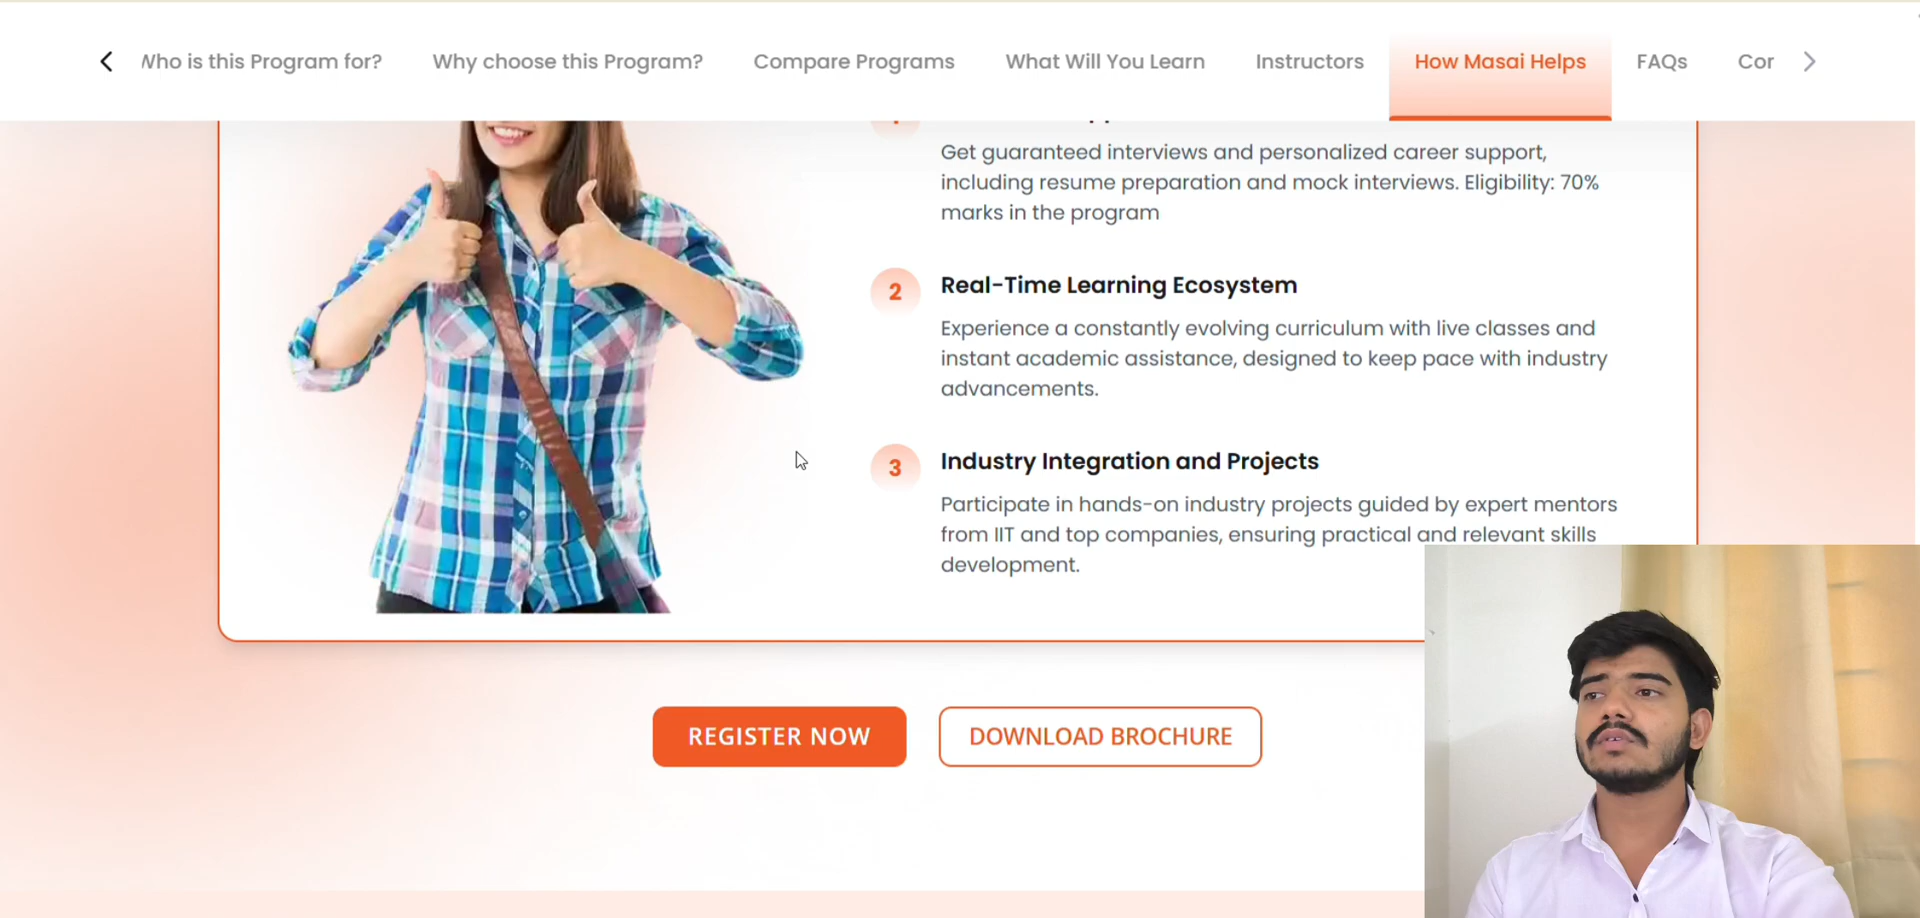 Who is this Program for? Why choose this Program? Compare Programs What Will You Learn Instructors How Masai Helps FAQs Cor
Get guaranteed interviews and personalized career support,
including resume preparation and mock interviews. Eligibility: 70%
marks in the program
2 Real-Time Learning Ecosystem
Experience a constantly evolving curriculum with live classes and
instant academic assistance, designed to keep pace with industry
advancements.
3 Industry Integration and Projects
Participate in hands-on industry projects guided by expert mentors
from IIT and top companies, ensuring practical and relevant skills
development.
REGISTER NOW DOWNLOAD BROCHURE